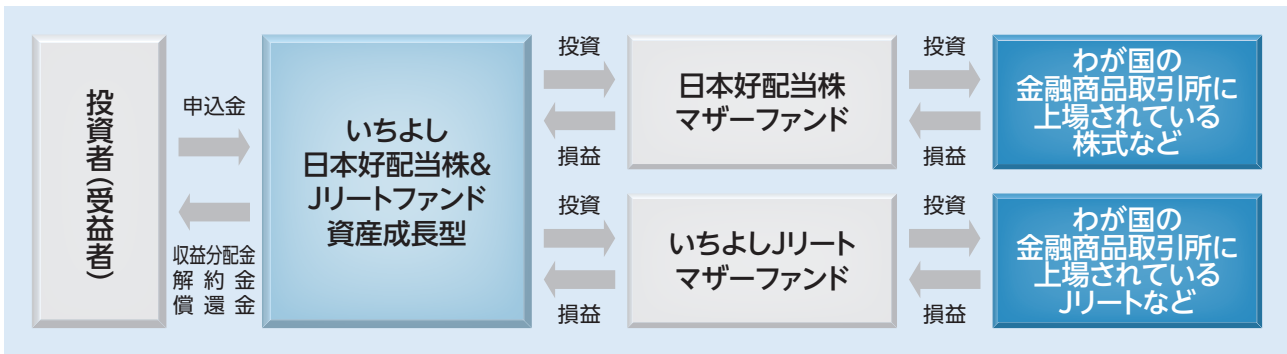 投資者(受益者)
申込金
収益分配金
解約金
償還金
いちよし
日本好配当株&
Jリートファンド
資産成長型
投資
損益
日本好配当株
マザーファンド
投資
損益
わが国の
金融商品取引所に
上場されている
株式など
投資
損益
いちよしJリート
マザーファンド
投資
損益
わが国の
金融商品取引所に
上場されている
Jリートなど